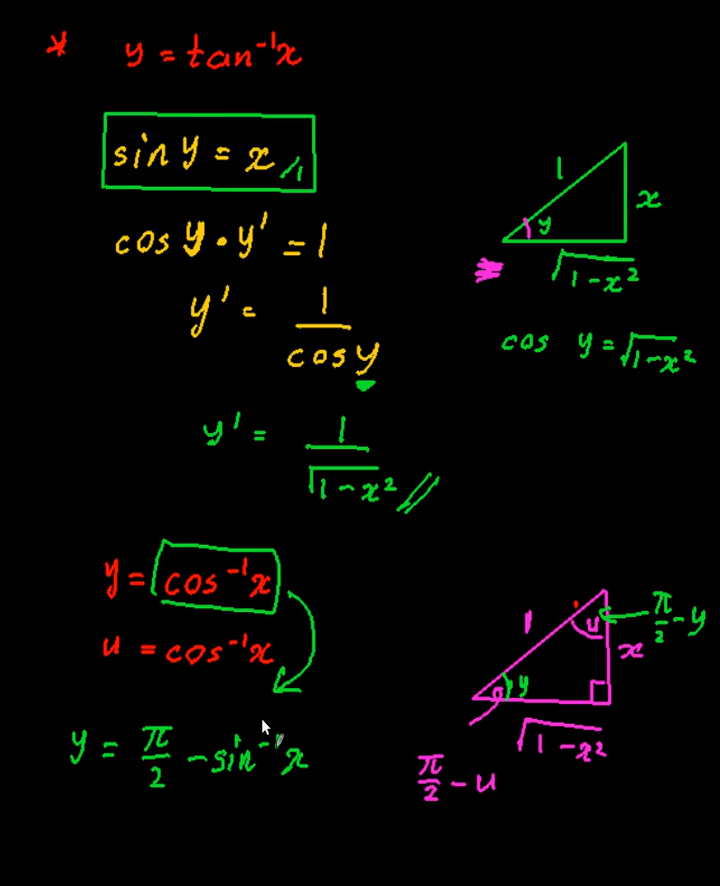 * y = tan⁻¹x
sin y = x/1
cos y · y' = 1
y' = 1/cos y
y' = 1/√(1-x²) //
1
x
y
√(1-x²)
cos y = √(1-x²)
y = cos⁻¹x
u = cos⁻¹x
y = π/2 - sin⁻¹x
1
u
π/2 - y
x
y
√(1-x²)
π/2 - u